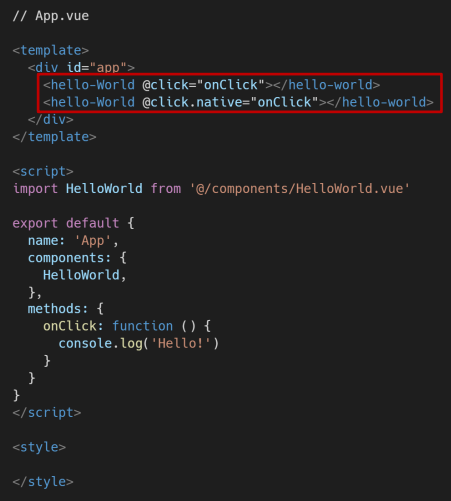 // App.vue
<template>
<div id="app">
<hello-World @click="onClick"></hello-world>
<hello-World @click.native="onClick"></hello-world>
</div>
</template>
<script>
import HelloWorld from '@/components/HelloWorld.vue'
export default {
name: 'App',
components: {
HelloWorld,
},
methods: {
onClick: function () {
console.log('Hello!')
}
}
}
</script>
<style>
</style>